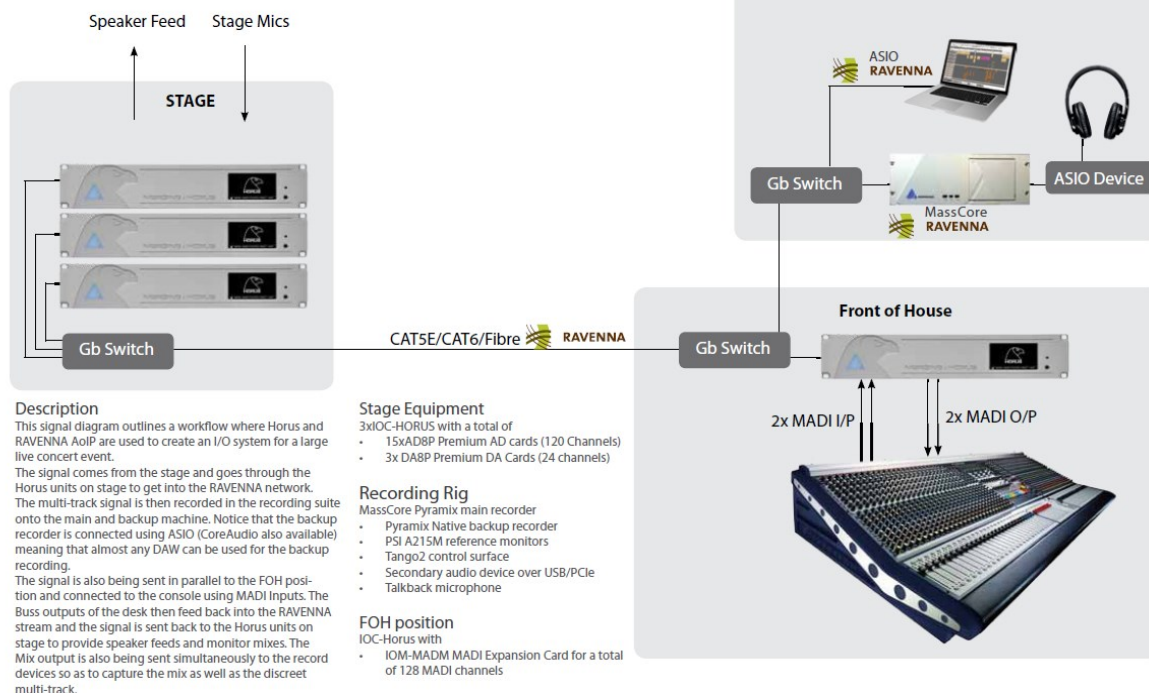 Speaker Feed
Stage Mics
STAGE
HORUS
HORUS
HORUS
Gb Switch
CAT5E/CAT6/Fibre
RAVENNA
ASIO
RAVENNA
Gb Switch
ASIO Device
MassCore
RAVENNA
Gb Switch
Front of House
2x MADI I/P
2x MADI O/P
Description
This signal diagram outlines a workflow where Horus and
RAVENNA AoIP are used to create an I/O system for a large
live concert event.
The signal comes from the stage and goes through the
Horus units on stage to get into the RAVENNA network.
The multi-track signal is then recorded in the recording suite
onto the main and backup machine. Notice that the backup
recorder is connected using ASIO (CoreAudio also available)
meaning that almost any DAW can be used for the backup
recording.
The signal is also being sent in parallel to the FOH posi-
tion and connected to the console using MADI Inputs. The
Buss outputs of the desk then feed back into the RAVENNA
stream and the signal is sent back to the Horus units on
stage to provide speaker feeds and monitor mixes. The
Mix output is also being sent simultaneously to the record
devices so as to capture the mix as well as the discreet
multi-track.
Stage Equipment
3xIOC-HORUS with a total of
• 15xAD8P Premium AD cards (120 Channels)
• 3x DA8P Premium DA Cards (24 channels)
Recording Rig
MassCore Pyramix main recorder
• Pyramix Native backup recorder
• PSI A215M reference monitors
• Tango2 control surface
• Secondary audio device over USB/PCIe
• Talkback microphone
FOH position
IOC-Horus with
• IOM-MADM MADI Expansion Card for a total
of 128 MADI channels